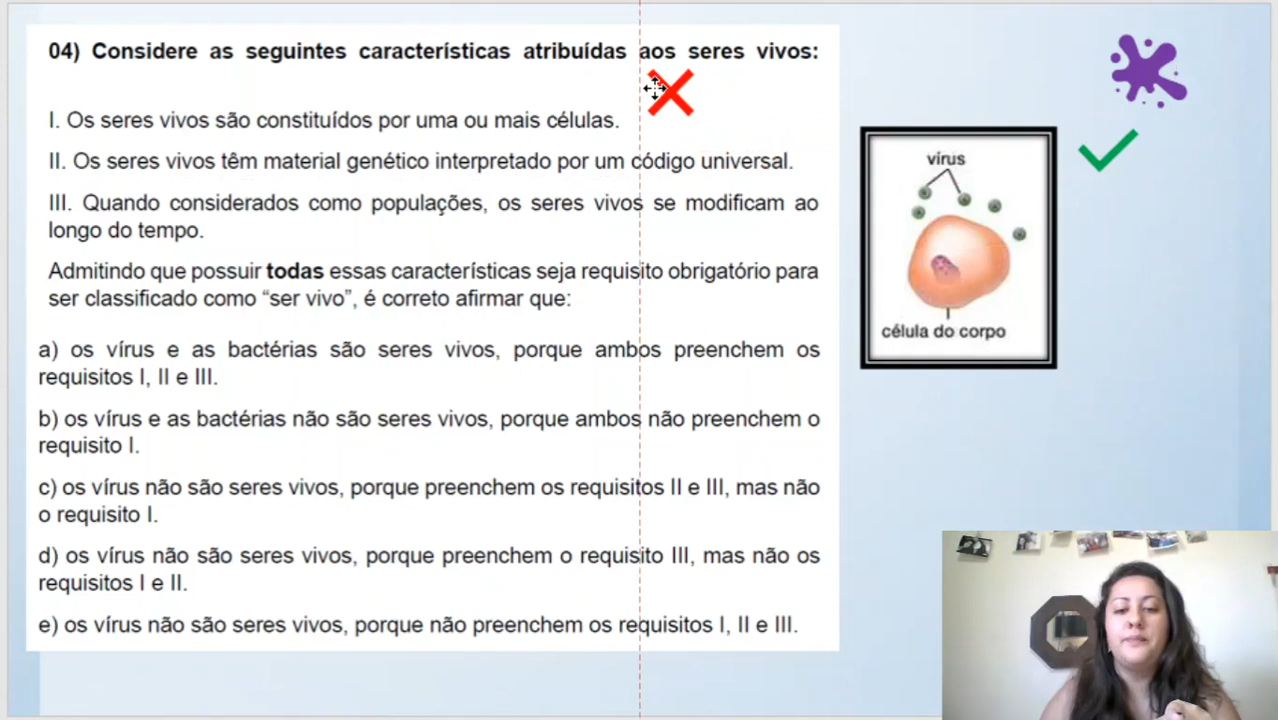 04) Considere as seguintes características atribuídas aos seres vivos:
I. Os seres vivos são constituídos por uma ou mais células.
II. Os seres vivos têm material genético interpretado por um código universal.
III. Quando considerados como populações, os seres vivos se modificam ao
longo do tempo.
Admitindo que possuir todas essas características seja requisito obrigatório para
ser classificado como “ser vivo”, é correto afirmar que:
a) os vírus e as bactérias são seres vivos, porque ambos preenchem os
requisitos I, II e III.
b) os vírus e as bactérias não são seres vivos, porque ambos não preenchem o
requisito I.
c) os vírus não são seres vivos, porque preenchem os requisitos II e III, mas não
o requisito I.
d) os vírus não são seres vivos, porque preenchem o requisito III, mas não os
requisitos I e II.
e) os vírus não são seres vivos, porque não preenchem os requisitos I, II e III.
vírus
célula do corpo